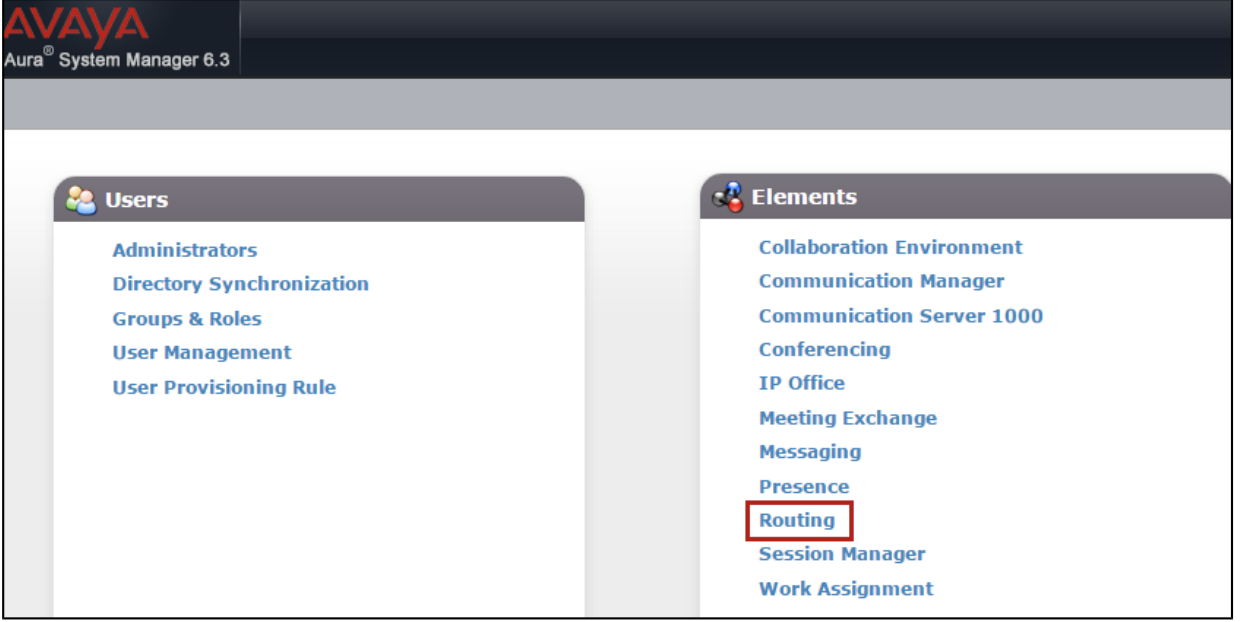 AVAYA
Aura® System Manager 6.3
Users
Administrators
Directory Synchronization
Groups & Roles
User Management
User Provisioning Rule
Elements
Collaboration Environment
Communication Manager
Communication Server 1000
Conferencing
IP Office
Meeting Exchange
Messaging
Presence
Routing
Session Manager
Work Assignment